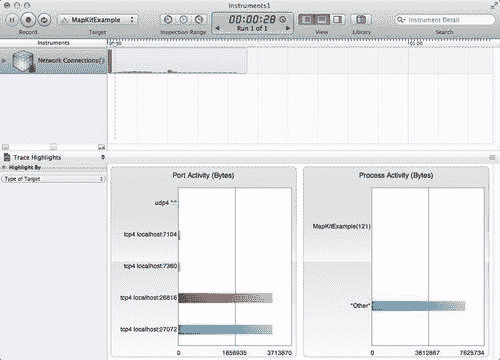 Instruments1
MapKitExample
00:00:28
Run 1 of 1
Instrument Detail
Record
Target
Inspection Range
View
Library
Search
Instruments
00:00
01:00
Network Connections
Trace Highlights
Highlight By
Type of Target
Port Activity (Bytes)
udp4 *:*
tcp4 localhost:7104
tcp4 localhost:7360
tcp4 localhost:26816
tcp4 localhost:27072
0 1856935 3713870
Process Activity (Bytes)
MapKitExample(121)
*Other*
0 3812867 7625734